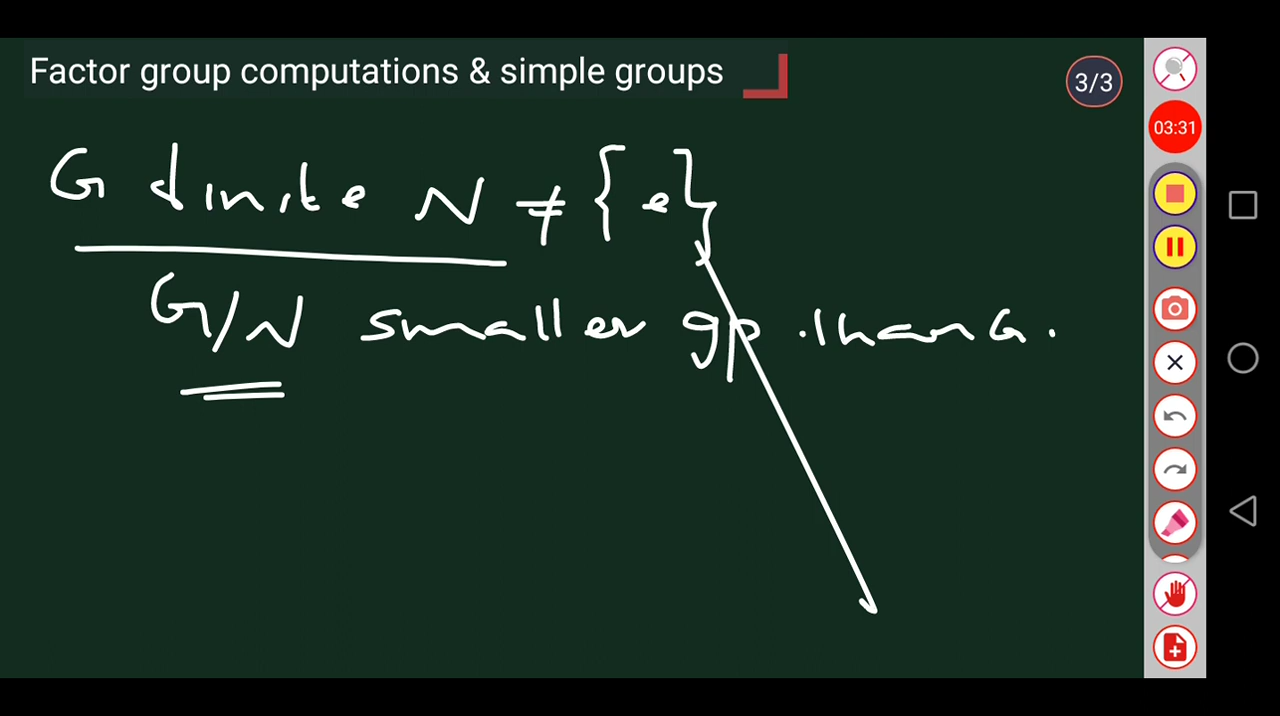 Factor group computations & simple groups
3/3
03:31
G finite N ≠ {e}
G/N smaller gp. than G.